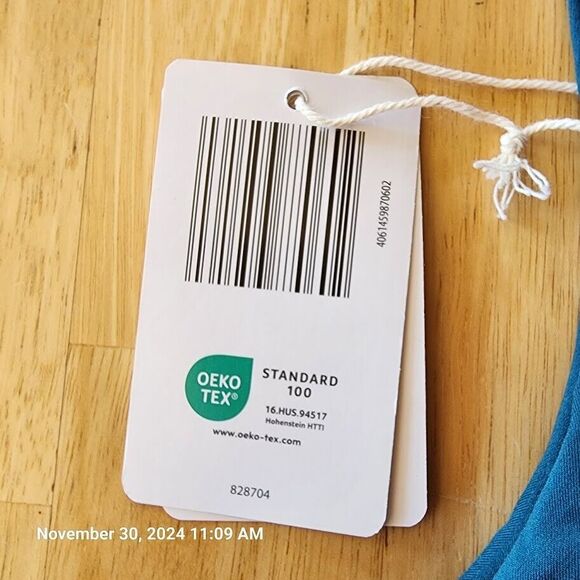 4061459870602
OEKO
TEX®
STANDARD
100
16.HUS.94517
Hohenstein HTTI
www.oeko-tex.com
828704
November 30, 2024 11:09 AM